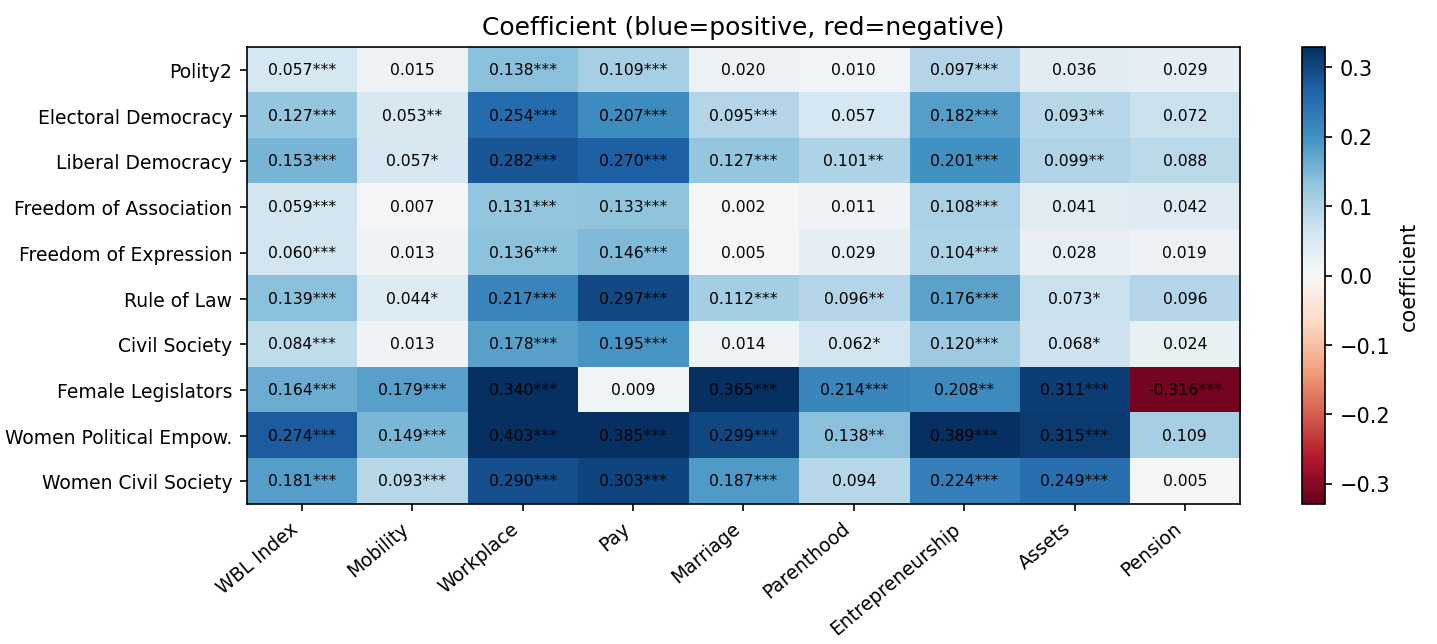 Coefficient (blue=positive, red=negative)
Polity2 0.057*** 0.015 0.138*** 0.109*** 0.020 0.010 0.097*** 0.036 0.029
Electoral Democracy 0.127*** 0.053** 0.254*** 0.207*** 0.095*** 0.057 0.182*** 0.093** 0.072
Liberal Democracy 0.153*** 0.057* 0.282*** 0.270*** 0.127*** 0.101** 0.201*** 0.099** 0.088
Freedom of Association 0.059*** 0.007 0.131*** 0.133*** 0.002 0.011 0.108*** 0.041 0.042
Freedom of Expression 0.060*** 0.013 0.136*** 0.146*** 0.005 0.029 0.104*** 0.028 0.019
Rule of Law 0.139*** 0.044* 0.217*** 0.297*** 0.112*** 0.096** 0.176*** 0.073* 0.096
Civil Society 0.084*** 0.013 0.178*** 0.195*** 0.014 0.062* 0.120*** 0.068* 0.024
Female Legislators 0.164*** 0.179*** 0.340*** 0.009 0.365*** 0.214*** 0.208** 0.311*** -0.316***
Women Political Empow. 0.274*** 0.149*** 0.403*** 0.385*** 0.299*** 0.138** 0.389*** 0.315*** 0.109
Women Civil Society 0.181*** 0.093*** 0.290*** 0.303*** 0.187*** 0.094 0.224*** 0.249*** 0.005
WBL Index Mobility Workplace Pay Marriage Parenthood Entrepreneurship Assets Pension
0.3
0.2
0.1
0.0
−0.1
−0.2
−0.3
coefficient